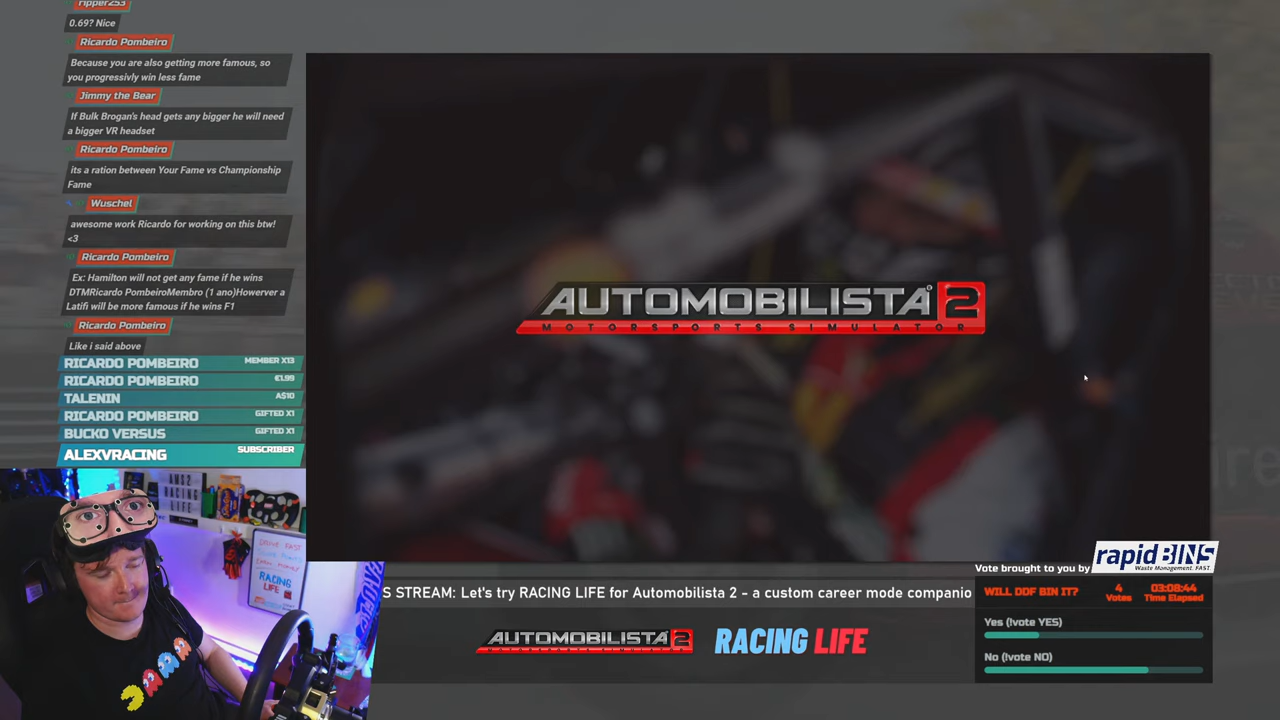 ripper253
0.69? Nice
Ricardo Pombeiro
Because you are also getting more famous, so
you progressivly win less fame
Jimmy the Bear
If Bulk Brogan's head gets any bigger he will need
a bigger VR headset
Ricardo Pombeiro
its a ration between Your Fame vs Championship
Fame
Wuschel
awesome work Ricardo for working on this btw!
<3
Ricardo Pombeiro
Ex: Hamilton will not get any fame if he wins
DTMRicardo PombeiroMembro (1 ano)Howerver a
Latifi will be more famous if he wins F1
Ricardo Pombeiro
Like i said above
RICARDO POMBEIRO MEMBER X13
RICARDO POMBEIRO €1.99
TALENIN A$10
RICARDO POMBEIRO GIFTED X1
BUCKO VERSUS GIFTED X1
ALEXVRACING SUBSCRIBER
AUTOMOBILISTA 2
MOTORSPORTS SIMULATOR
AMS2
RACING
LIFE
RACING
LIFE
Vote brought to you by rapidBINS
Waste Management. FAST.
S STREAM: Let's try RACING LIFE for Automobilista 2 - a custom career mode companio
WILL DDF BIN IT? 4 Votes 03:08:44 Time Elapsed
Yes (!vote YES)
No (!vote NO)
AUTOMOBILISTA 2 RACING LIFE